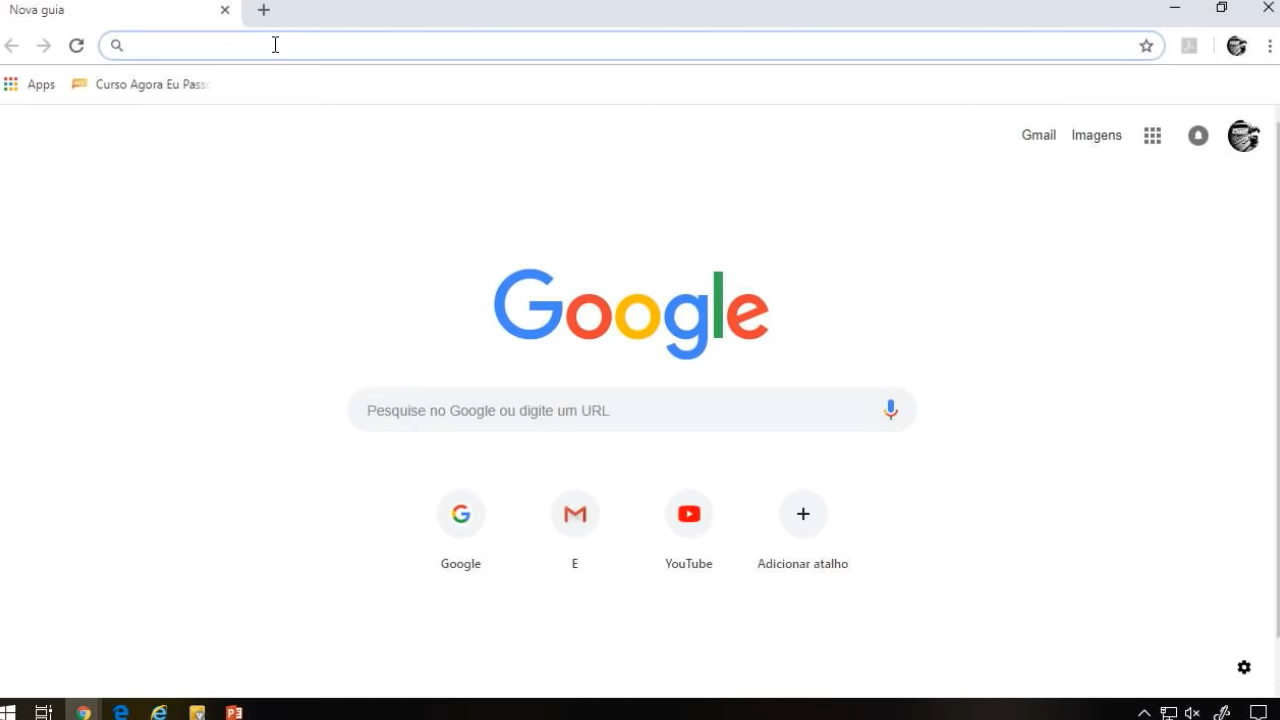 Nova guia
Apps
Curso Agora Eu Pass
Gmail
Imagens
Google
Pesquise no Google ou digite um URL
Google
E
YouTube
Adicionar atalho